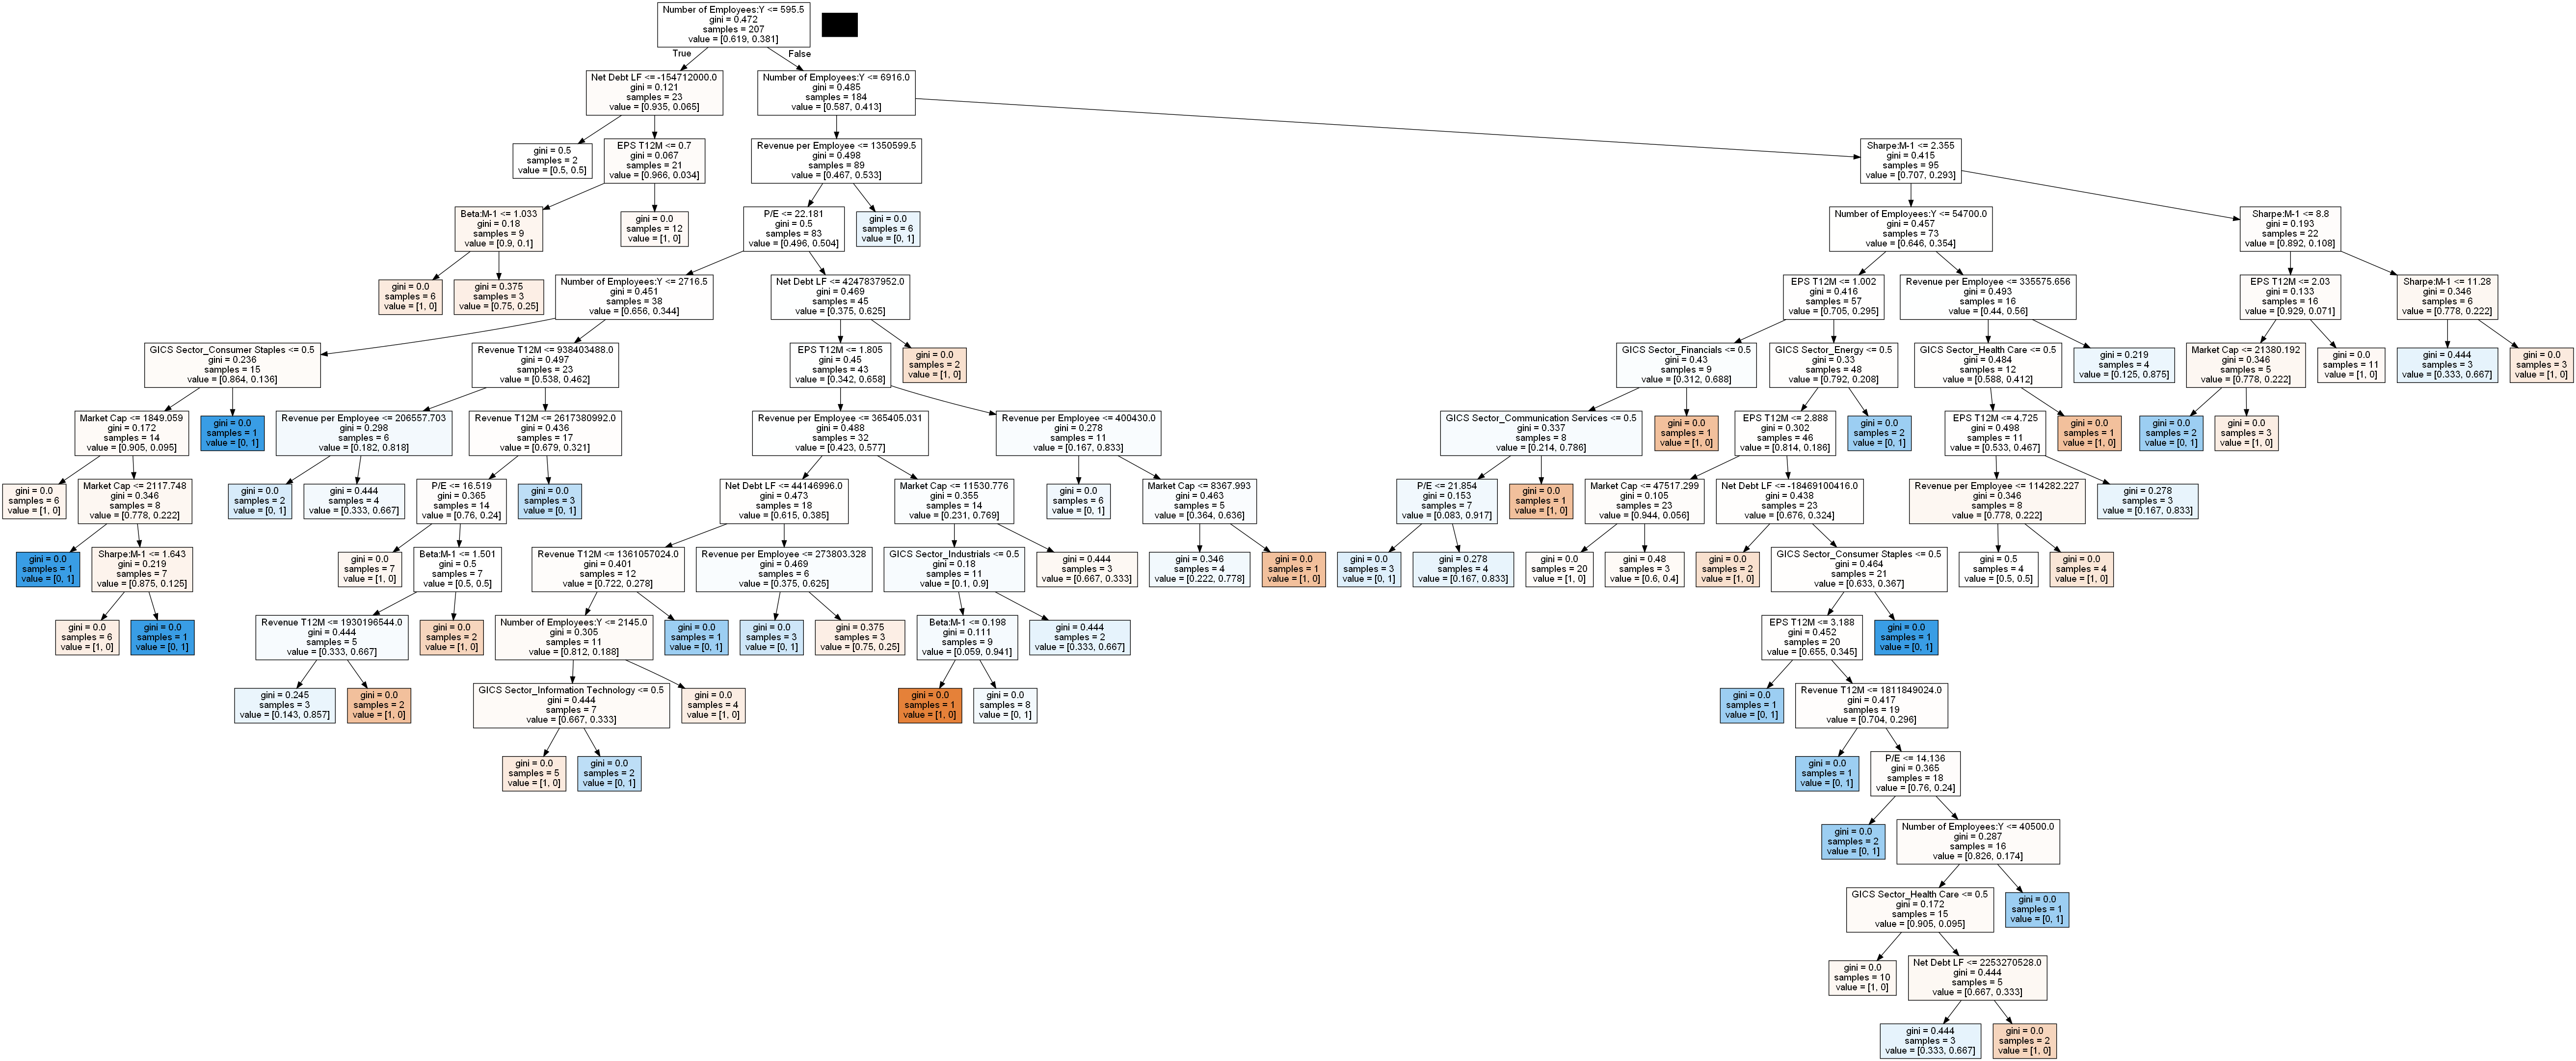 Number of Employees:Y <= 595.5
gini = 0.472
samples = 207
value = [0.619, 0.381]
True
False
Net Debt LF <= -154712000.0
gini = 0.121
samples = 23
value = [0.935, 0.065]
Number of Employees:Y <= 6916.0
gini = 0.485
samples = 184
value = [0.587, 0.413]
gini = 0.5
samples = 2
value = [0.5, 0.5]
EPS T12M <= 0.7
gini = 0.067
samples = 21
value = [0.966, 0.034]
Revenue per Employee <= 1350599.5
gini = 0.498
samples = 89
value = [0.467, 0.533]
Sharpe:M-1 <= 2.355
gini = 0.415
samples = 95
value = [0.707, 0.293]
Beta:M-1 <= 1.033
gini = 0.18
samples = 9
value = [0.9, 0.1]
gini = 0.0
samples = 12
value = [1, 0]
P/E <= 22.181
gini = 0.5
samples = 83
value = [0.496, 0.504]
gini = 0.0
samples = 6
value = [0, 1]
Number of Employees:Y <= 54700.0
gini = 0.457
samples = 73
value = [0.646, 0.354]
Sharpe:M-1 <= 8.8
gini = 0.193
samples = 22
value = [0.892, 0.108]
gini = 0.0
samples = 6
value = [1, 0]
gini = 0.375
samples = 3
value = [0.75, 0.25]
Number of Employees:Y <= 2716.5
gini = 0.451
samples = 38
value = [0.656, 0.344]
Net Debt LF <= 4247837952.0
gini = 0.469
samples = 45
value = [0.375, 0.625]
EPS T12M <= 1.002
gini = 0.416
samples = 57
value = [0.705, 0.295]
Revenue per Employee <= 335575.656
gini = 0.493
samples = 16
value = [0.44, 0.56]
EPS T12M <= 2.03
gini = 0.133
samples = 16
value = [0.929, 0.071]
Sharpe:M-1 <= 11.28
gini = 0.346
samples = 6
value = [0.778, 0.222]
GICS Sector_Consumer Staples <= 0.5
gini = 0.236
samples = 15
value = [0.864, 0.136]
Revenue T12M <= 938403488.0
gini = 0.497
samples = 23
value = [0.538, 0.462]
EPS T12M <= 1.805
gini = 0.45
samples = 43
value = [0.342, 0.658]
gini = 0.0
samples = 2
value = [1, 0]
GICS Sector_Financials <= 0.5
gini = 0.43
samples = 9
value = [0.312, 0.688]
GICS Sector_Energy <= 0.5
gini = 0.33
samples = 48
value = [0.792, 0.208]
GICS Sector_Health Care <= 0.5
gini = 0.484
samples = 12
value = [0.588, 0.412]
gini = 0.219
samples = 4
value = [0.125, 0.875]
Market Cap <= 21380.192
gini = 0.346
samples = 5
value = [0.778, 0.222]
gini = 0.0
samples = 11
value = [1, 0]
gini = 0.444
samples = 3
value = [0.333, 0.667]
gini = 0.0
samples = 3
value = [1, 0]
Market Cap <= 1849.059
gini = 0.172
samples = 14
value = [0.905, 0.095]
gini = 0.0
samples = 1
value = [0, 1]
Revenue per Employee <= 206557.703
gini = 0.298
samples = 6
value = [0.182, 0.818]
Revenue T12M <= 2617380992.0
gini = 0.436
samples = 17
value = [0.679, 0.321]
Revenue per Employee <= 365405.031
gini = 0.488
samples = 32
value = [0.423, 0.577]
Revenue per Employee <= 400430.0
gini = 0.278
samples = 11
value = [0.167, 0.833]
GICS Sector_Communication Services <= 0.5
gini = 0.337
samples = 8
value = [0.214, 0.786]
gini = 0.0
samples = 1
value = [1, 0]
EPS T12M <= 2.888
gini = 0.302
samples = 46
value = [0.814, 0.186]
gini = 0.0
samples = 2
value = [0, 1]
EPS T12M <= 4.725
gini = 0.498
samples = 11
value = [0.533, 0.467]
gini = 0.0
samples = 1
value = [1, 0]
gini = 0.0
samples = 2
value = [0, 1]
gini = 0.0
samples = 3
value = [1, 0]
gini = 0.0
samples = 6
value = [1, 0]
Market Cap <= 2117.748
gini = 0.346
samples = 8
value = [0.778, 0.222]
gini = 0.0
samples = 2
value = [0, 1]
gini = 0.444
samples = 4
value = [0.333, 0.667]
P/E <= 16.519
gini = 0.365
samples = 14
value = [0.76, 0.24]
gini = 0.0
samples = 3
value = [0, 1]
Net Debt LF <= 44146996.0
gini = 0.473
samples = 18
value = [0.615, 0.385]
Market Cap <= 11530.776
gini = 0.355
samples = 14
value = [0.231, 0.769]
gini = 0.0
samples = 6
value = [0, 1]
Market Cap <= 8367.993
gini = 0.463
samples = 5
value = [0.364, 0.636]
P/E <= 21.854
gini = 0.153
samples = 7
value = [0.083, 0.917]
gini = 0.0
samples = 1
value = [1, 0]
Market Cap <= 47517.299
gini = 0.105
samples = 23
value = [0.944, 0.056]
Net Debt LF <= -18469100416.0
gini = 0.438
samples = 23
value = [0.676, 0.324]
Revenue per Employee <= 114282.227
gini = 0.346
samples = 8
value = [0.778, 0.222]
gini = 0.278
samples = 3
value = [0.167, 0.833]
gini = 0.0
samples = 1
value = [0, 1]
Sharpe:M-1 <= 1.643
gini = 0.219
samples = 7
value = [0.875, 0.125]
gini = 0.0
samples = 7
value = [1, 0]
Beta:M-1 <= 1.501
gini = 0.5
samples = 7
value = [0.5, 0.5]
Revenue T12M <= 1361057024.0
gini = 0.401
samples = 12
value = [0.722, 0.278]
Revenue per Employee <= 273803.328
gini = 0.469
samples = 6
value = [0.375, 0.625]
GICS Sector_Industrials <= 0.5
gini = 0.18
samples = 11
value = [0.1, 0.9]
gini = 0.444
samples = 3
value = [0.667, 0.333]
gini = 0.346
samples = 4
value = [0.222, 0.778]
gini = 0.0
samples = 1
value = [1, 0]
gini = 0.0
samples = 3
value = [0, 1]
gini = 0.278
samples = 4
value = [0.167, 0.833]
gini = 0.0
samples = 20
value = [1, 0]
gini = 0.48
samples = 3
value = [0.6, 0.4]
gini = 0.0
samples = 2
value = [1, 0]
GICS Sector_Consumer Staples <= 0.5
gini = 0.464
samples = 21
value = [0.633, 0.367]
gini = 0.5
samples = 4
value = [0.5, 0.5]
gini = 0.0
samples = 4
value = [1, 0]
gini = 0.0
samples = 6
value = [1, 0]
gini = 0.0
samples = 1
value = [0, 1]
Revenue T12M <= 1930196544.0
gini = 0.444
samples = 5
value = [0.333, 0.667]
gini = 0.0
samples = 2
value = [1, 0]
Number of Employees:Y <= 2145.0
gini = 0.305
samples = 11
value = [0.812, 0.188]
gini = 0.0
samples = 1
value = [0, 1]
gini = 0.0
samples = 3
value = [0, 1]
gini = 0.375
samples = 3
value = [0.75, 0.25]
Beta:M-1 <= 0.198
gini = 0.111
samples = 9
value = [0.059, 0.941]
gini = 0.444
samples = 2
value = [0.333, 0.667]
EPS T12M <= 3.188
gini = 0.452
samples = 20
value = [0.655, 0.345]
gini = 0.0
samples = 1
value = [0, 1]
gini = 0.245
samples = 3
value = [0.143, 0.857]
gini = 0.0
samples = 2
value = [1, 0]
GICS Sector_Information Technology <= 0.5
gini = 0.444
samples = 7
value = [0.667, 0.333]
gini = 0.0
samples = 4
value = [1, 0]
gini = 0.0
samples = 1
value = [1, 0]
gini = 0.0
samples = 8
value = [0, 1]
gini = 0.0
samples = 1
value = [0, 1]
Revenue T12M <= 1811849024.0
gini = 0.417
samples = 19
value = [0.704, 0.296]
gini = 0.0
samples = 5
value = [1, 0]
gini = 0.0
samples = 2
value = [0, 1]
gini = 0.0
samples = 1
value = [0, 1]
P/E <= 14.136
gini = 0.365
samples = 18
value = [0.76, 0.24]
gini = 0.0
samples = 2
value = [0, 1]
Number of Employees:Y <= 40500.0
gini = 0.287
samples = 16
value = [0.826, 0.174]
GICS Sector_Health Care <= 0.5
gini = 0.172
samples = 15
value = [0.905, 0.095]
gini = 0.0
samples = 1
value = [0, 1]
gini = 0.0
samples = 10
value = [1, 0]
Net Debt LF <= 2253270528.0
gini = 0.444
samples = 5
value = [0.667, 0.333]
gini = 0.444
samples = 3
value = [0.333, 0.667]
gini = 0.0
samples = 2
value = [1, 0]